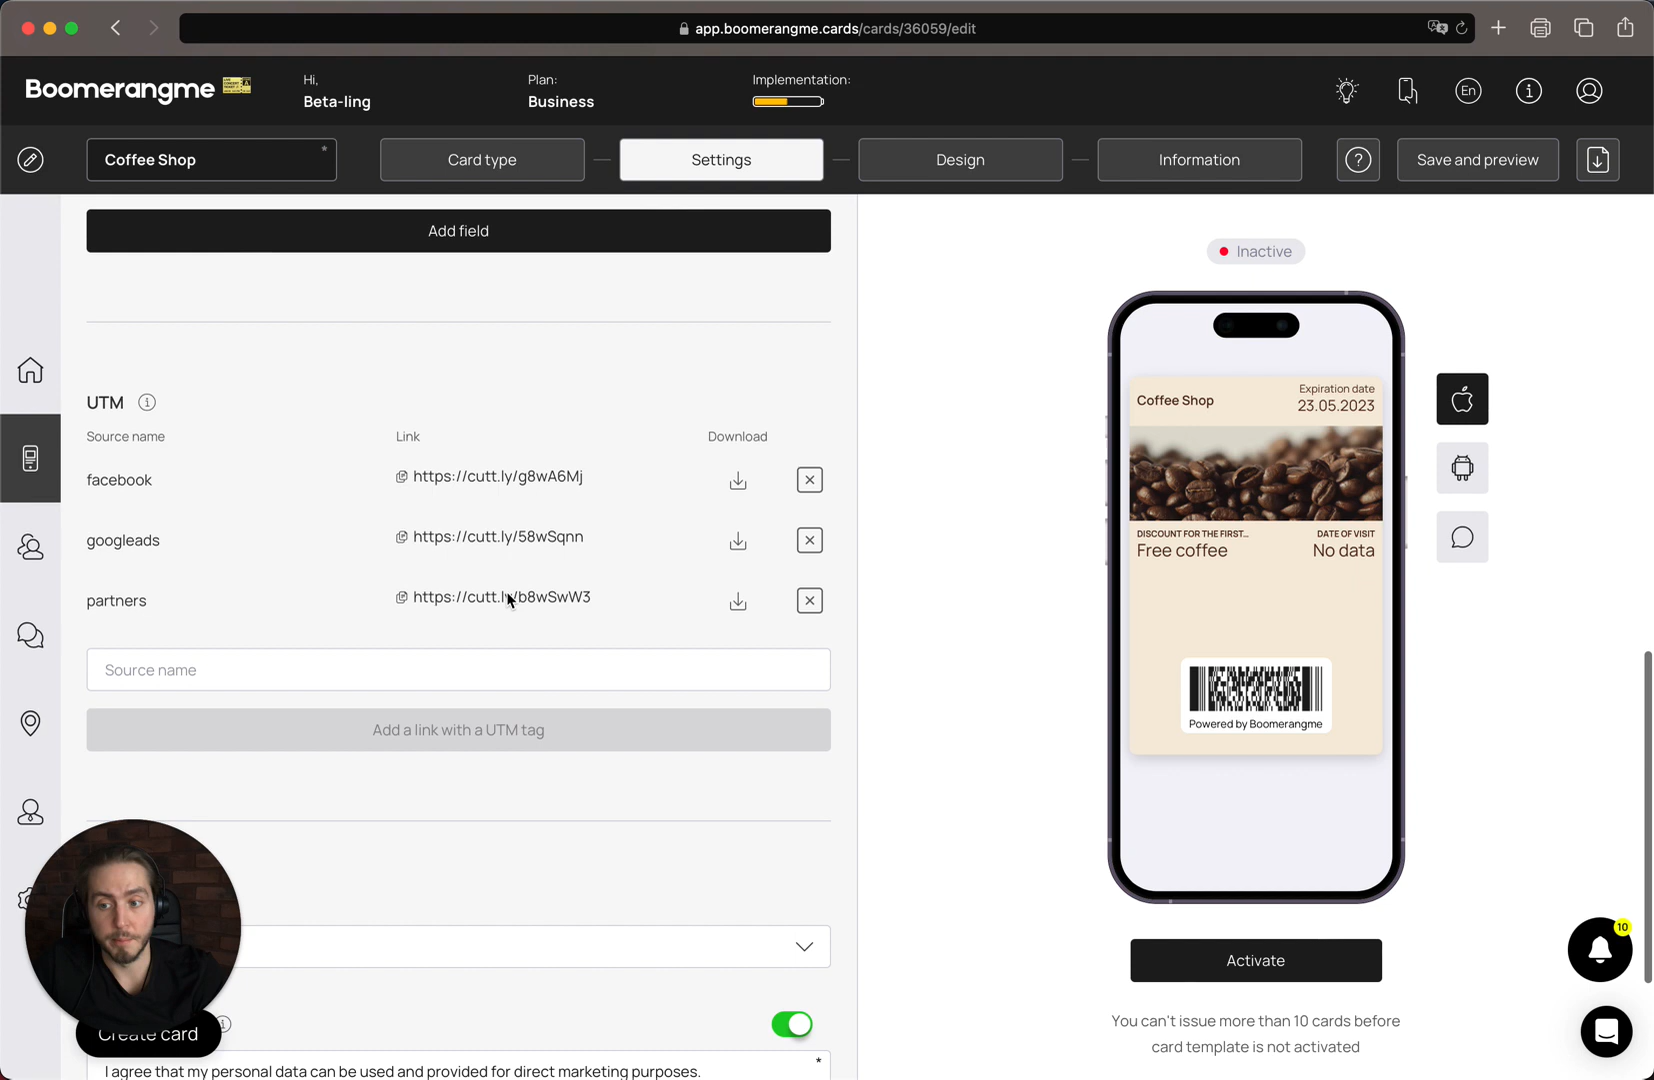 app.boomerangme.cards/cards/36059/edit
Boomerangme
Hi,
Beta-ling
Plan:
Business
Implementation:
En
Coffee Shop *
Card type
Settings
Design
Information
?
Save and preview
Add field
UTM
Source name
Link
Download
facebook
https://cutt.ly/g8wA6Mj
googleads
https://cutt.ly/58wSqnn
partners
https://cutt.ly/b8wSwW3
Source name
Add a link with a UTM tag
Create card
*
I agree that my personal data can be used and provided for direct marketing purposes.
Inactive
Coffee Shop
Expiration date
23.05.2023
DISCOUNT FOR THE FIRST...
Free coffee
DATE OF VISIT
No data
Powered by Boomerangme
Activate
You can't issue more than 10 cards before
card template is not activated
10